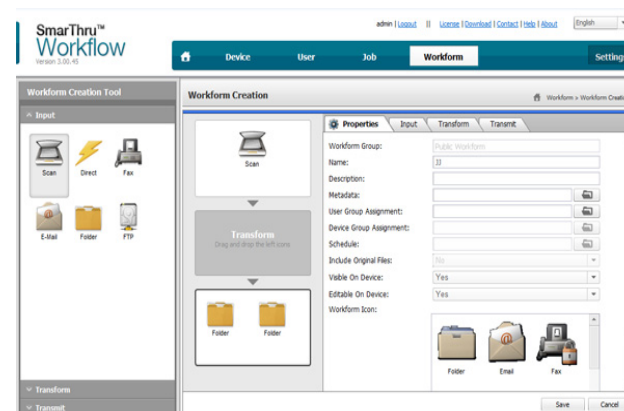 SmarThru™
Workflow
Version 3.00.45
admin | Logout || License | Download | Contact | Help | About
English
Device User Job Workform Setting
Workform Creation Tool
Input
Scan Direct Fax
E-Mail Folder FTP
Transform
Transmit
Workform Creation
Workform > Workform Creati
Scan
Transform
Drag and drop the left icons
Folder Folder
Properties Input Transform Transmit
Workform Group: Public Workform
Name: JJ
Description:
Metadata:
User Group Assignment:
Device Group Assignment:
Schedule:
Include Original Files: No
Visible On Device: Yes
Editable On Device: Yes
Workform Icon:
Folder Email Fax
Save Cancel